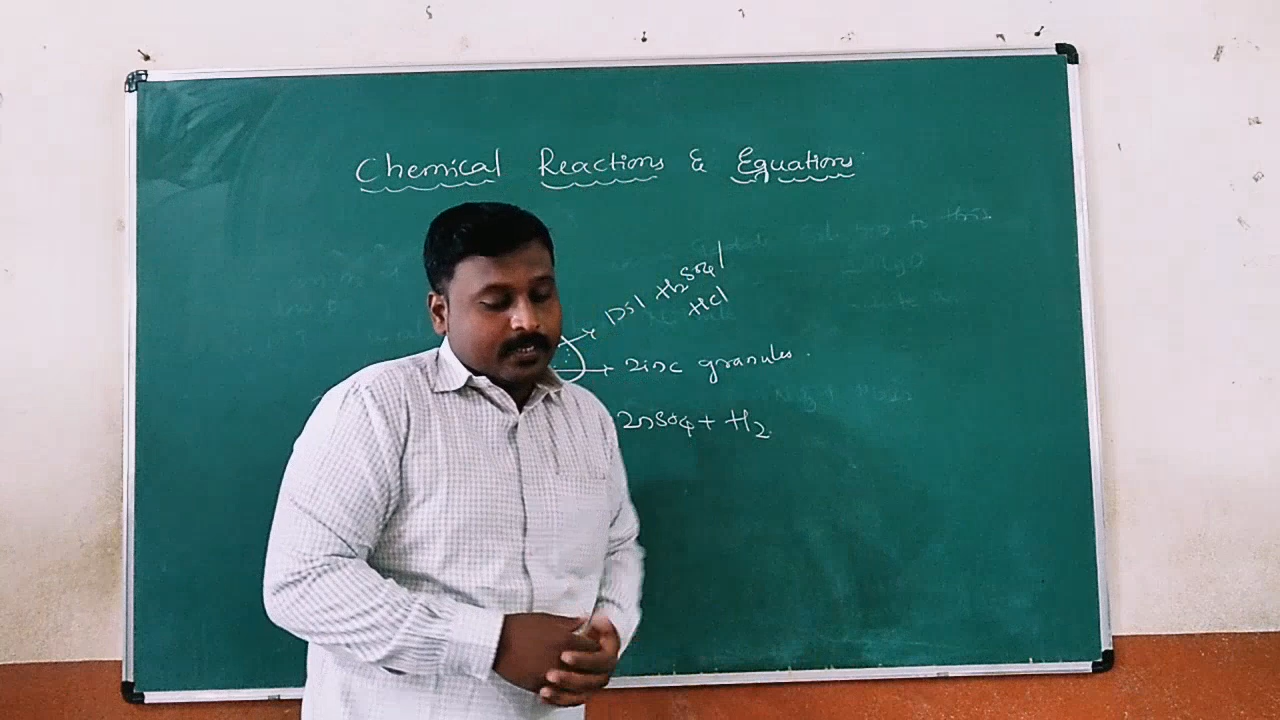 Chemical Reactions & Equations
Dil H₂SO₄/
HCl
zinc granules.
ZnSO₄ + H₂